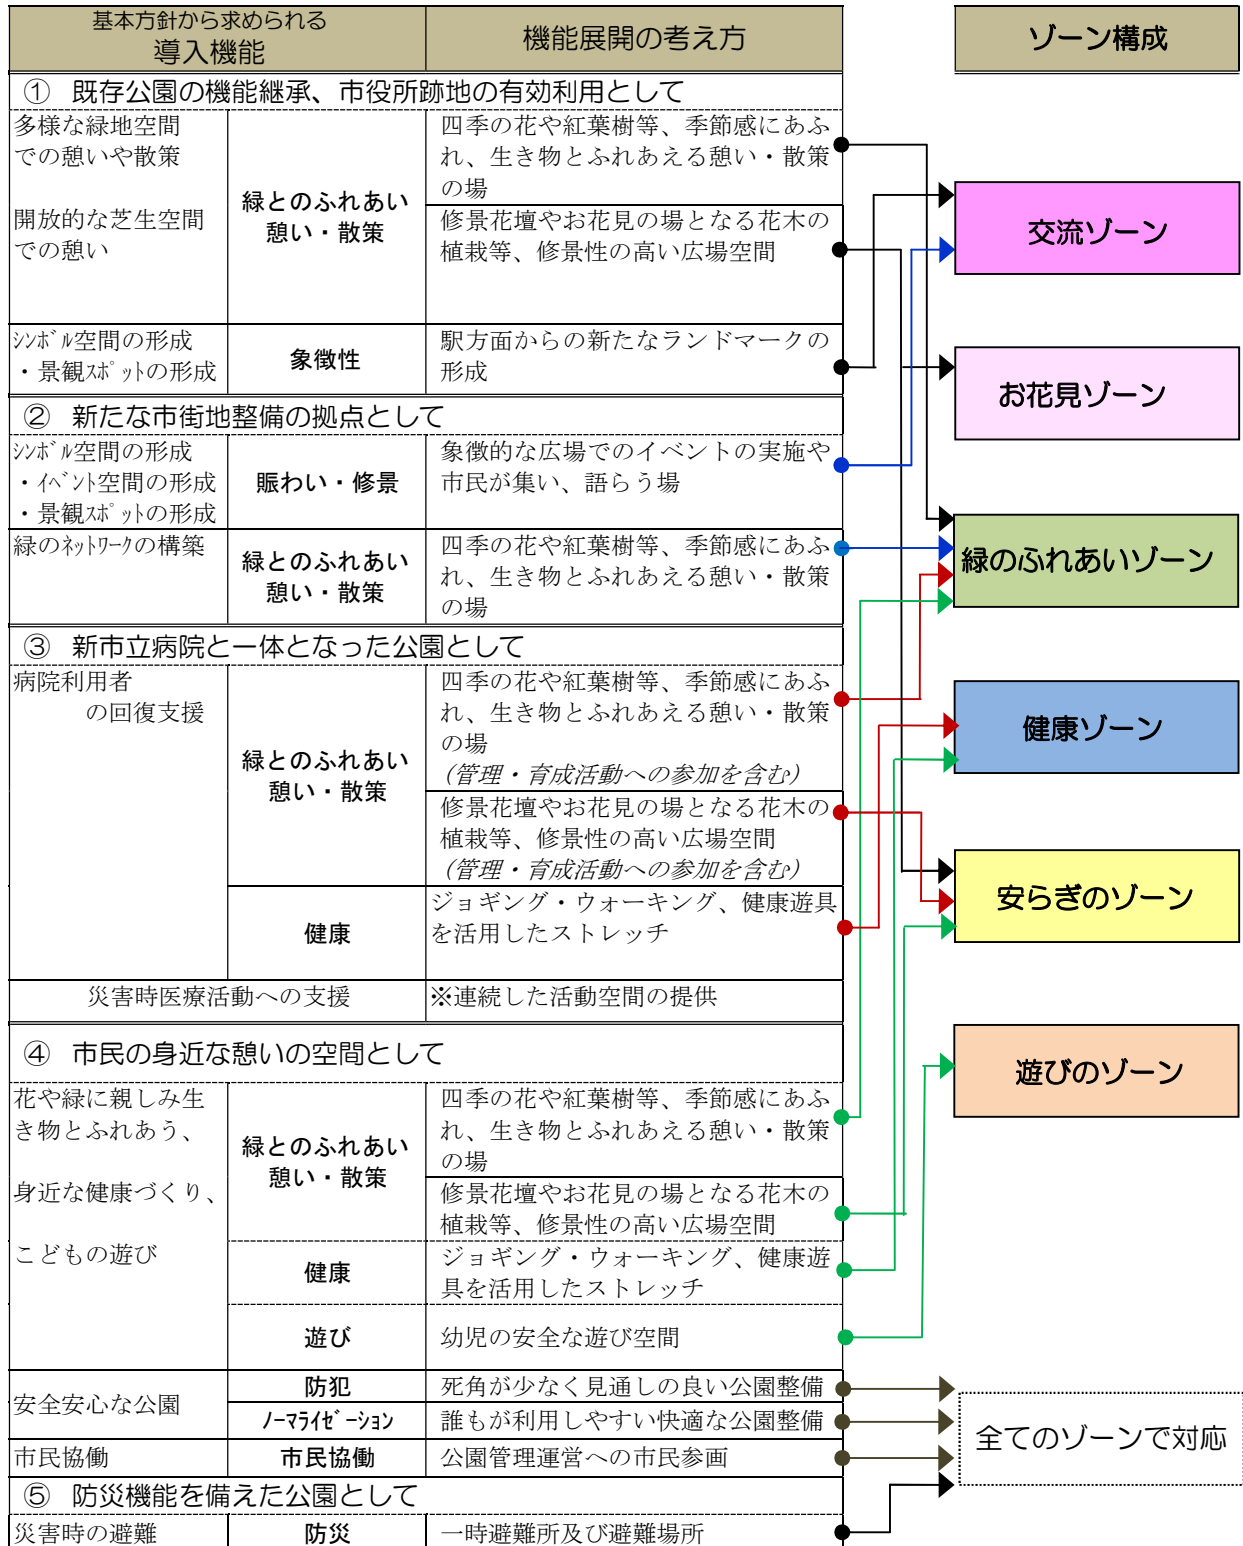 基本方針から求められる
導入機能
機能展開の考え方
ゾーン構成
① 既存公園の機能継承、市役所跡地の有効利用として
多様な緑地空間
での憩いや散策
開放的な芝生空間
での憩い
緑とのふれあい
憩い・散策
四季の花や紅葉樹等、季節感にあふ
れ、生き物とふれあえる憩い・散策
の場
修景花壇やお花見の場となる花木の
植栽等、修景性の高い広場空間
ｼﾝﾎﾞﾙ空間の形成
・景観ｽﾎﾟｯﾄの形成
象徴性
駅方面からの新たなランドマークの
形成
② 新たな市街地整備の拠点として
ｼﾝﾎﾞﾙ空間の形成
・ｲﾍﾞﾝﾄ空間の形成
・景観ｽﾎﾟｯﾄの形成
賑わい・修景
象徴的な広場でのイベントの実施や
市民が集い、語らう場
緑のﾈｯﾄﾜｰｸの構築
緑とのふれあい
憩い・散策
四季の花や紅葉樹等、季節感にあふ
れ、生き物とふれあえる憩い・散策
の場
③ 新市立病院と一体となった公園として
病院利用者
の回復支援
緑とのふれあい
憩い・散策
四季の花や紅葉樹等、季節感にあふ
れ、生き物とふれあえる憩い・散策
の場
（管理・育成活動への参加を含む）
修景花壇やお花見の場となる花木の
植栽等、修景性の高い広場空間
（管理・育成活動への参加を含む）
健康
ジョギング・ウォーキング、健康遊具
を活用したストレッチ
災害時医療活動への支援
※連続した活動空間の提供
④ 市民の身近な憩いの空間として
花や緑に親しみ生
き物とふれあう、
身近な健康づくり、
こどもの遊び
緑とのふれあい
憩い・散策
四季の花や紅葉樹等、季節感にあふ
れ、生き物とふれあえる憩い・散策
の場
修景花壇やお花見の場となる花木の
植栽等、修景性の高い広場空間
健康
ジョギング・ウォーキング、健康遊
具を活用したストレッチ
遊び
幼児の安全な遊び空間
安全安心な公園
防犯
死角が少なく見通しの良い公園整備
ﾉｰﾏﾗｲｾﾞｰｼｮﾝ
誰もが利用しやすい快適な公園整備
市民協働
市民協働
公園管理運営への市民参画
⑤ 防災機能を備えた公園として
災害時の避難
防災
一時避難所及び避難場所
交流ゾーン
お花見ゾーン
緑のふれあいゾーン
健康ゾーン
安らぎのゾーン
遊びのゾーン
全てのゾーンで対応